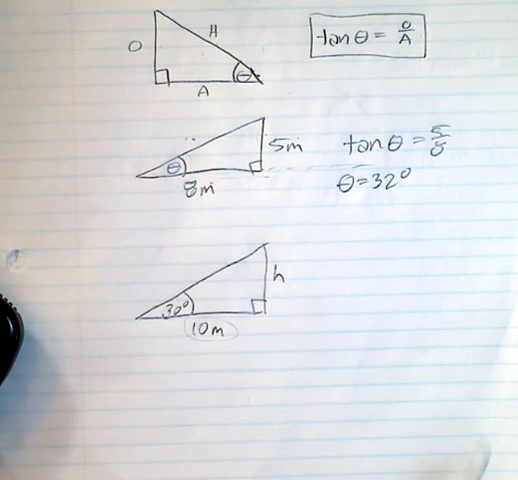 O
H
A
θ
tan θ = O/A
θ
5m
8m
tan θ = 5/8
θ = 32°
30°
h
10m